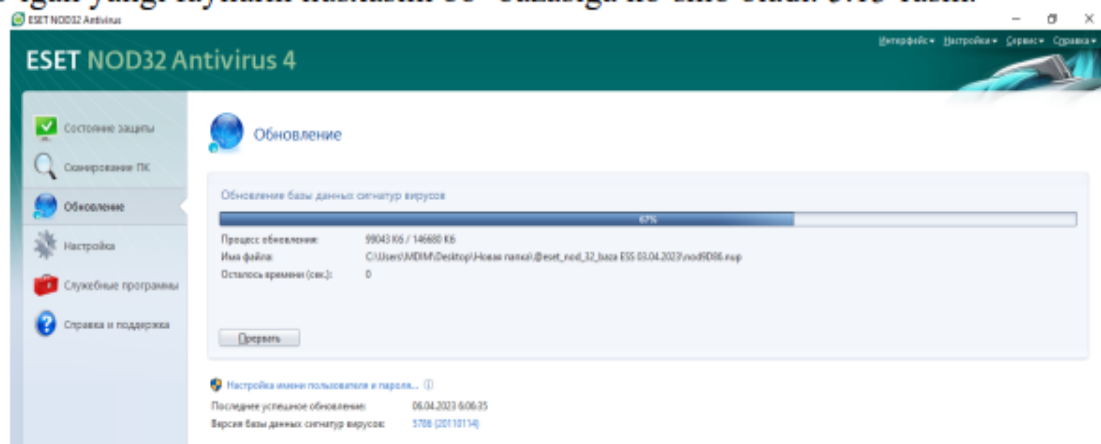 ESET NOD32 Antivirus
Интерфейс Настройки Сервис Справка
ESET NOD32 Antivirus 4
Состояние защиты
Сканирование ПК
Обновление
Настройка
Служебные программы
Справка и поддержка
Обновление
Обновление базы данных сигнатур вирусов
67%
Процесс обновления: 99043 Кб / 146680 Кб
Имя файла: C:\Users\MDIM\Desktop\Новая папка\@eset_nod_32_baza ESS 03.04.2023\nod9D86.nup
Осталось времени (сек.): 0
Прервать
Настройка имени пользователя и пароля...
Последнее успешное обновление: 06.04.2023 6:06:35
Версия базы данных сигнатур вирусов: 5786 (20110114)